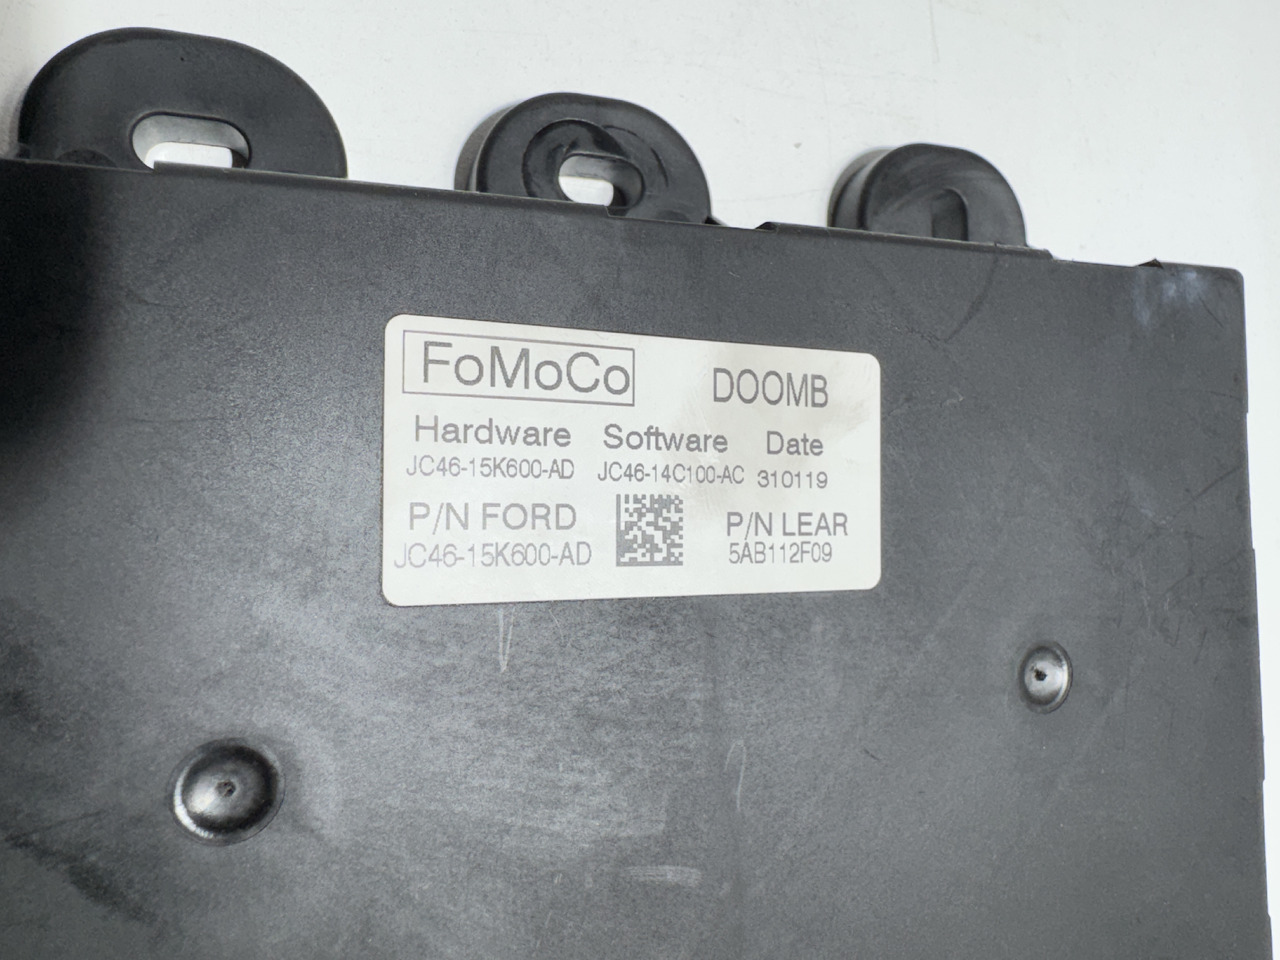 FoMoCo DOOMB
Hardware Software Date
JC46-15K600-AD JC46-14C100-AC 310119
P/N FORD P/N LEAR
JC46-15K600-AD 5AB112F09